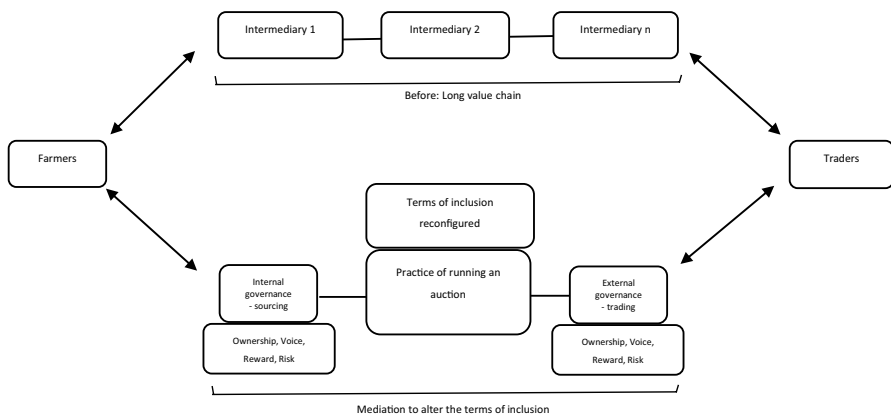 Intermediary 1
Intermediary 2
Intermediary n
Before: Long value chain
Farmers
Traders
Terms of inclusion
reconfigured
Practice of running an
auction
Internal
governance
- sourcing
External
governance
- trading
Ownership, Voice,
Reward, Risk
Ownership, Voice,
Reward, Risk
Mediation to alter the terms of inclusion